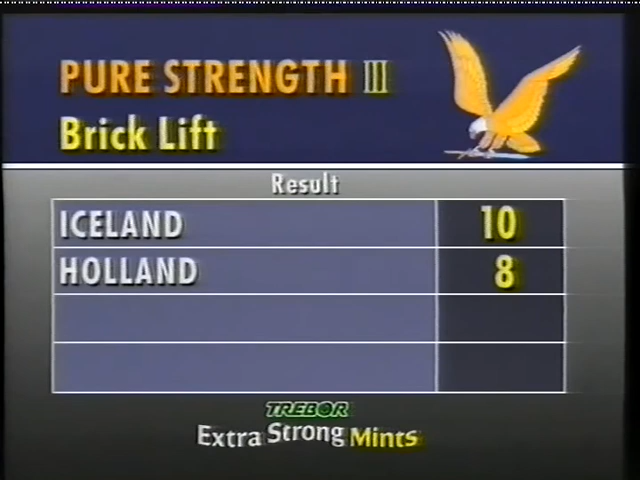 PURE STRENGTH III
Brick Lift
Result
ICELAND 10
HOLLAND 8
TREBOR
Extra Strong Mints